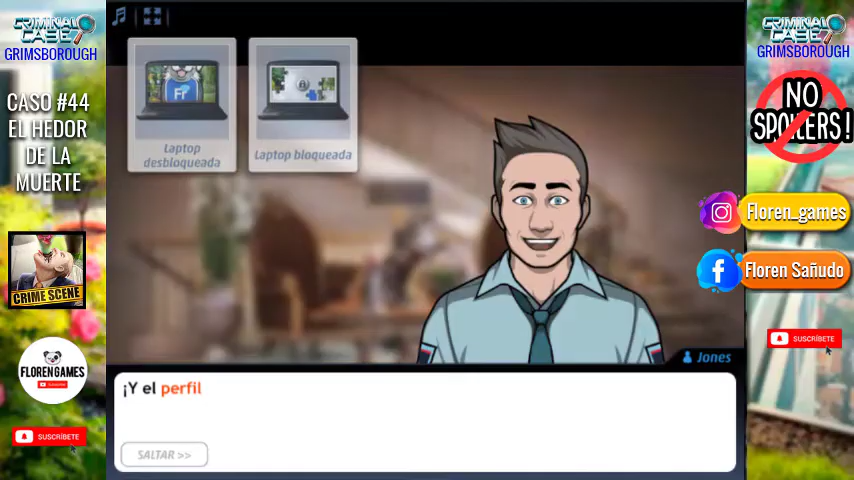 CRIMINAL
CASE
GRIMSBOROUGH
CASO #44
EL HEDOR
DE LA
MUERTE
CRIME SCENE
FLOREN GAMES
SUSCRÍBETE
Laptop
desbloqueada
Laptop bloqueada
Fr
Jones
¡Y el perfil
SALTAR >>
CRIMINAL
CASE
GRIMSBOROUGH
NO
SPOILERS!
Floren_games
Floren Sañudo
SUSCRÍBETE